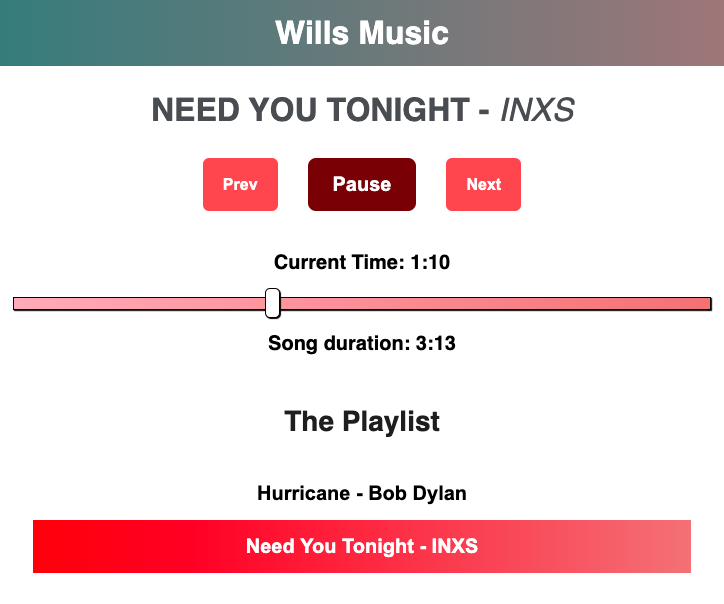 Wills Music
NEED YOU TONIGHT - INXS
Prev
Pause
Next
Current Time: 1:10
Song duration: 3:13
The Playlist
Hurricane - Bob Dylan
Need You Tonight - INXS